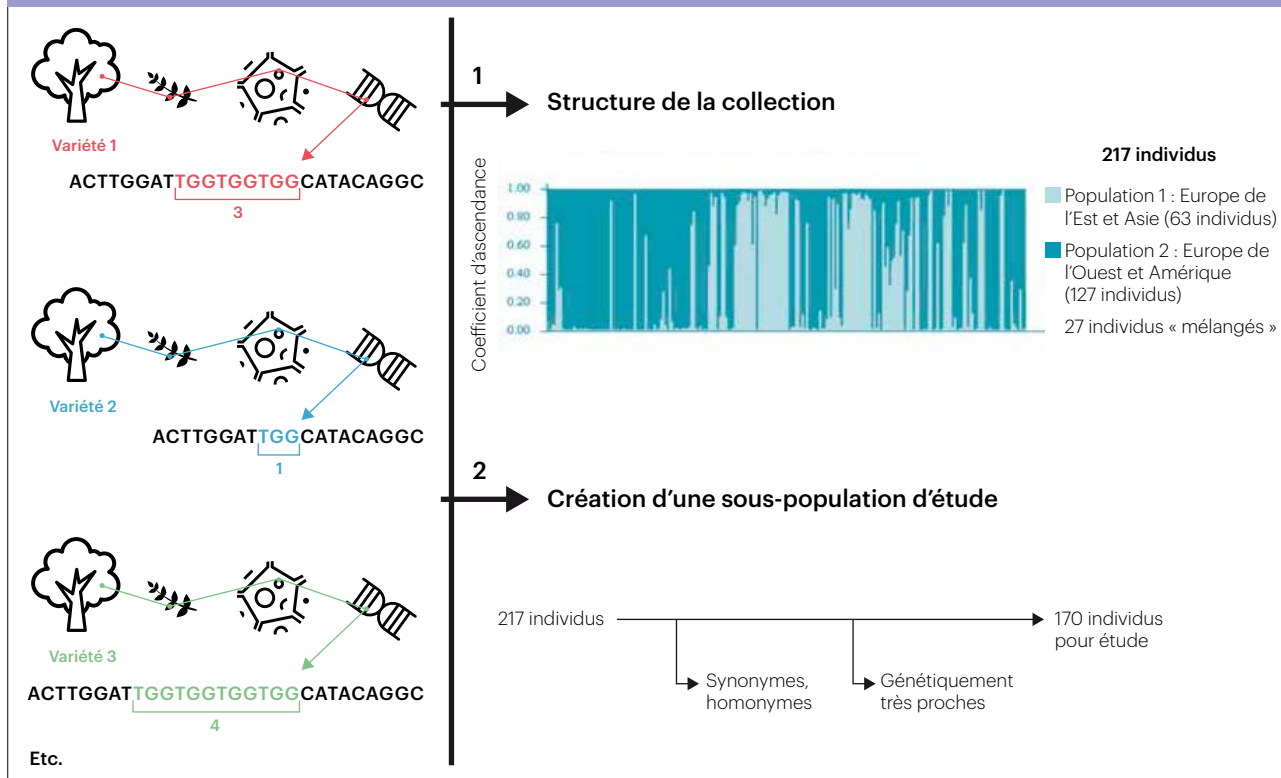 Variété 1
ACTTGGATTGGTGGTGGCATACAGGC
3
Variété 2
ACTTGGATTGGCATACAGGC
1
Variété 3
ACTTGGATTGGTGGTGGTGGCATACAGGC
4
Etc.
1
Structure de la collection
Coefficient d'ascendance
1.00
0.80
0.60
0.40
0.20
0.00
217 individus
Population 1 : Europe de
l'Est et Asie (63 individus)
Population 2 : Europe de
l'Ouest et Amérique
(127 individus)
27 individus « mélangés »
2
Création d'une sous-population d'étude
217 individus
Synonymes,
homonymes
Génétiquement
très proches
170 individus
pour étude